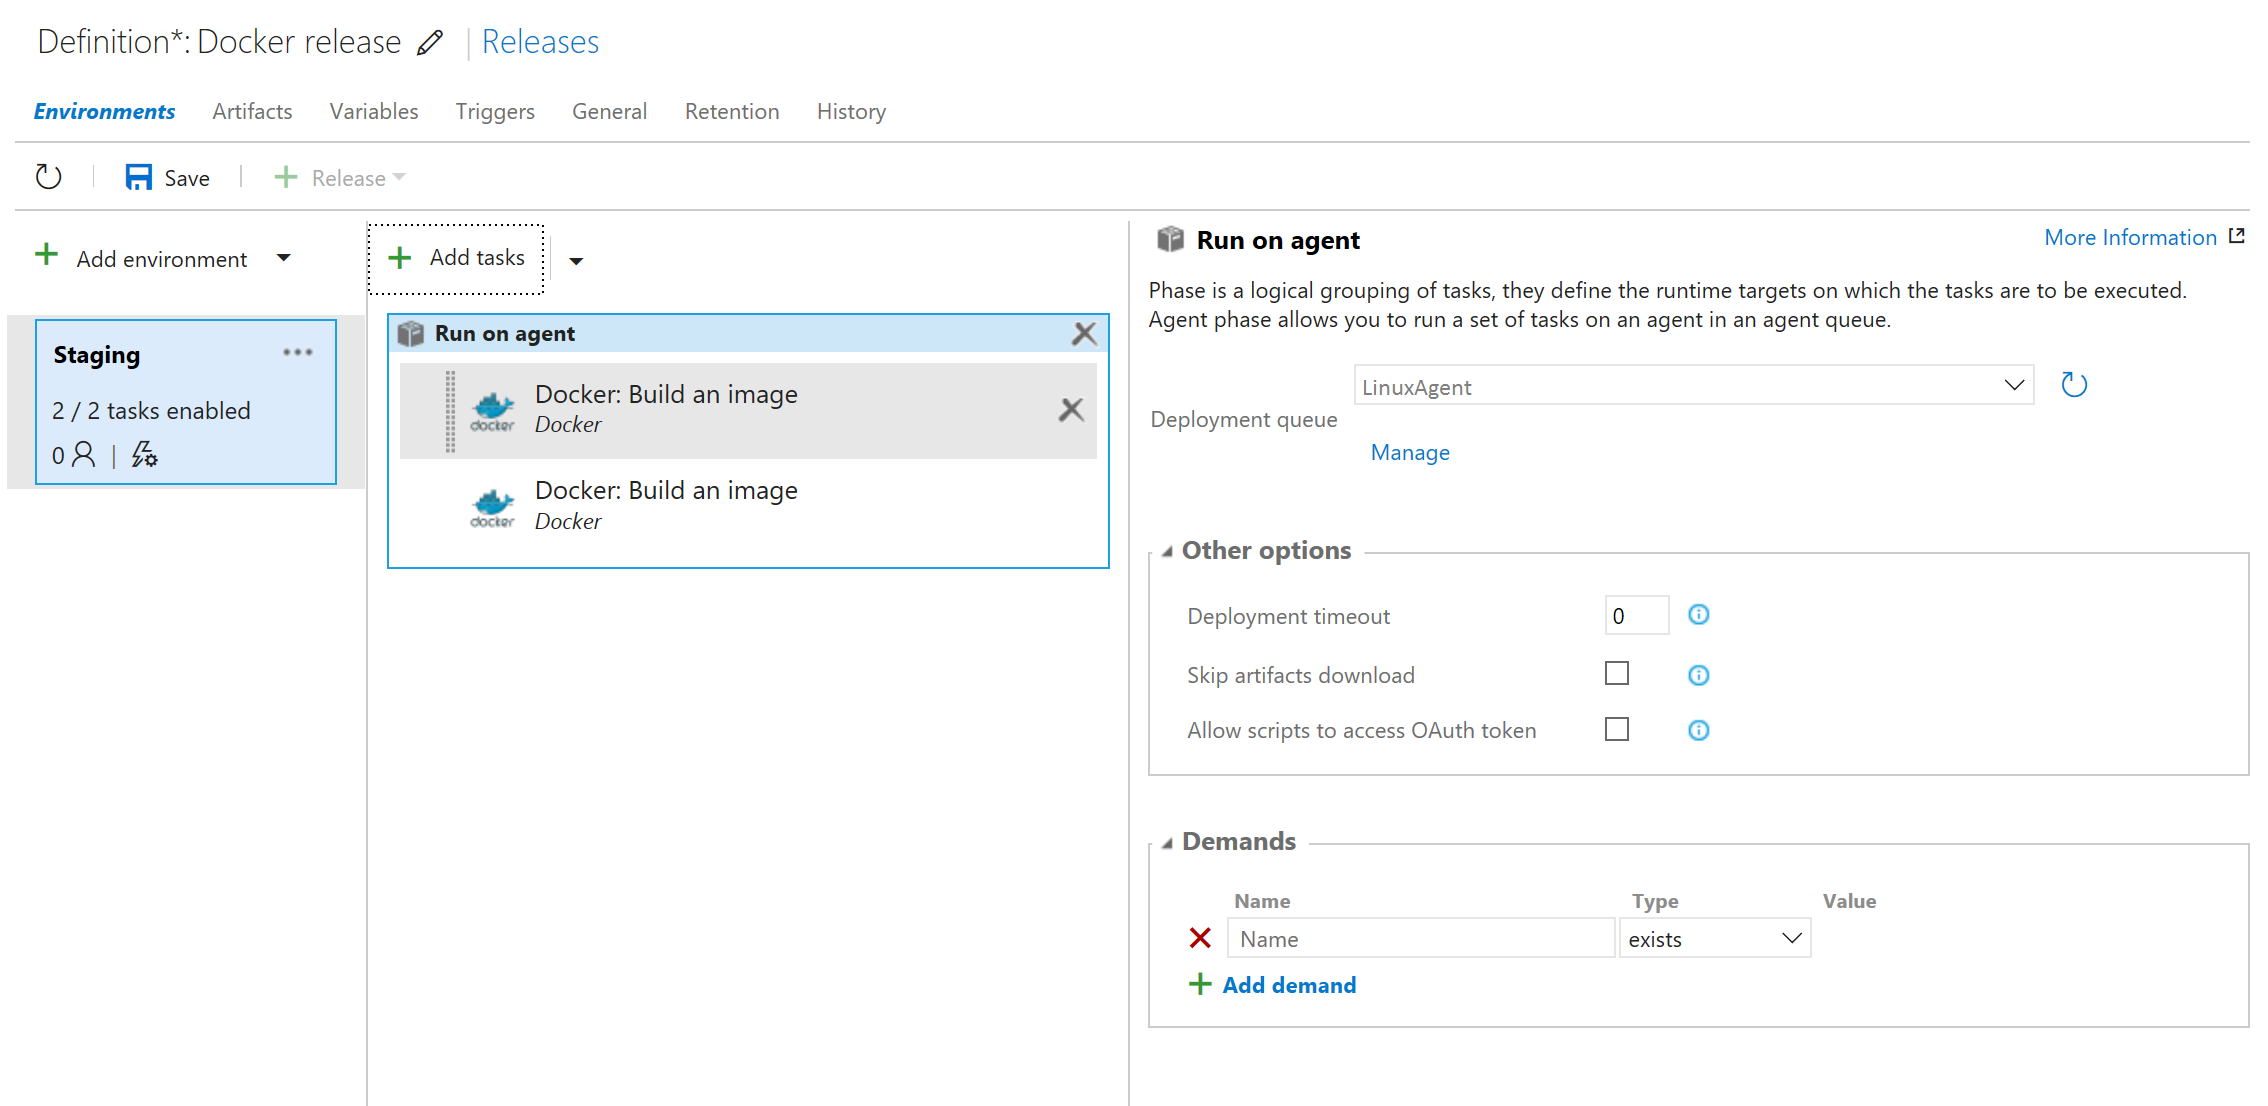 Definition*: Docker release | Releases
Environments Artifacts Variables Triggers General Retention History
Save Release
Add environment
Add tasks
Staging
2 / 2 tasks enabled
0
Run on agent
Docker: Build an image
docker Docker
Docker: Build an image
docker Docker
Run on agent
More Information
Phase is a logical grouping of tasks, they define the runtime targets on which the tasks are to be executed.
Agent phase allows you to run a set of tasks on an agent in an agent queue.
Deployment queue LinuxAgent
Manage
Other options
Deployment timeout 0
Skip artifacts download
Allow scripts to access OAuth token
Demands
Name Type Value
Name exists
Add demand